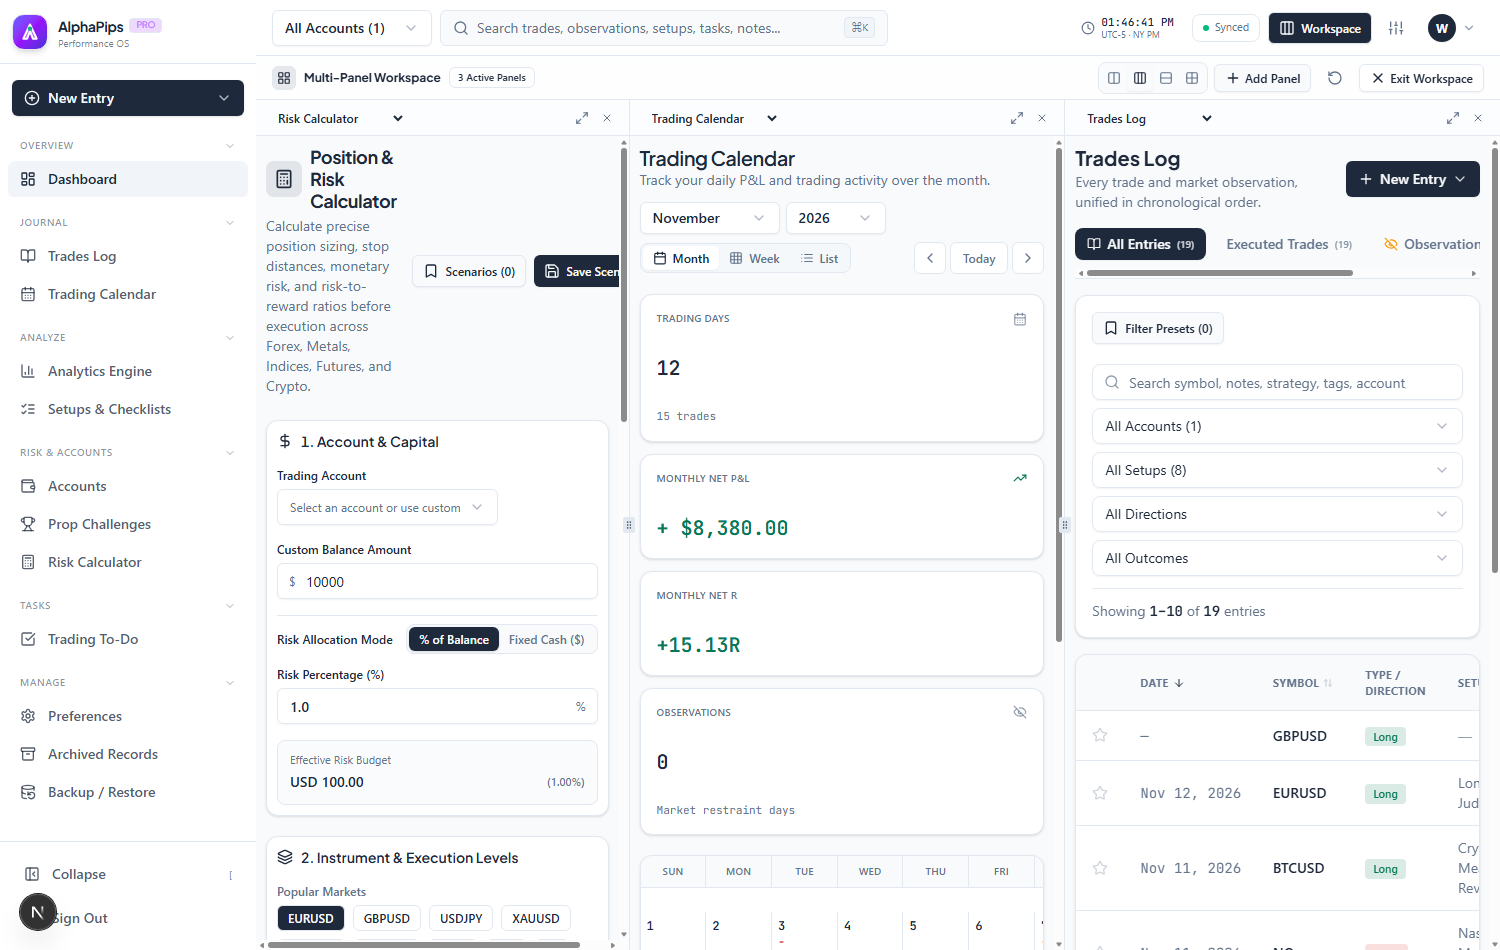 AlphaPips PRO
Performance OS
All Accounts (1)
Search trades, observations, setups, tasks, notes...
⌘K
01:46:41 PM
UTC-5 · NY PM
Synced
Workspace
W
New Entry
OVERVIEW
Dashboard
JOURNAL
Trades Log
Trading Calendar
ANALYZE
Analytics Engine
Setups & Checklists
RISK & ACCOUNTS
Accounts
Prop Challenges
Risk Calculator
TASKS
Trading To-Do
MANAGE
Preferences
Archived Records
Backup / Restore
Collapse
[
N
Sign Out
Multi-Panel Workspace
3 Active Panels
Add Panel
Exit Workspace
Risk Calculator
Position &
Risk
Calculator
Calculate precise
position sizing, stop
distances, monetary
risk, and risk-to-
reward ratios before
execution across
Forex, Metals,
Indices, Futures, and
Crypto.
Scenarios (0)
Save Scen
1. Account & Capital
Trading Account
Select an account or use custom
Custom Balance Amount
$ 10000
Risk Allocation Mode
% of Balance
Fixed Cash ($)
Risk Percentage (%)
1.0 %
Effective Risk Budget
USD 100.00 (1.00%)
2. Instrument & Execution Levels
Popular Markets
EURUSD GBPUSD USDJPY XAUUSD
Trading Calendar
Trading Calendar
Track your daily P&L and trading activity over the month.
November
2026
Month Week List
Today
TRADING DAYS
12
15 trades
MONTHLY NET P&L
+ $8,380.00
MONTHLY NET R
+15.13R
OBSERVATIONS
0
Market restraint days
SUN MON TUE WED THU FRI
1 2 3 4 5 6
Trades Log
Trades Log
Every trade and market observation,
unified in chronological order.
New Entry
All Entries (19)
Executed Trades (19)
Observation
Filter Presets (0)
Search symbol, notes, strategy, tags, account
All Accounts (1)
All Setups (8)
All Directions
All Outcomes
Showing 1–10 of 19 entries
DATE SYMBOL TYPE / DIRECTION SETU
— GBPUSD Long —
Nov 12, 2026 EURUSD Long Lon
Jud
Nov 11, 2026 BTCUSD Long Cry
Me
Rev
Nas